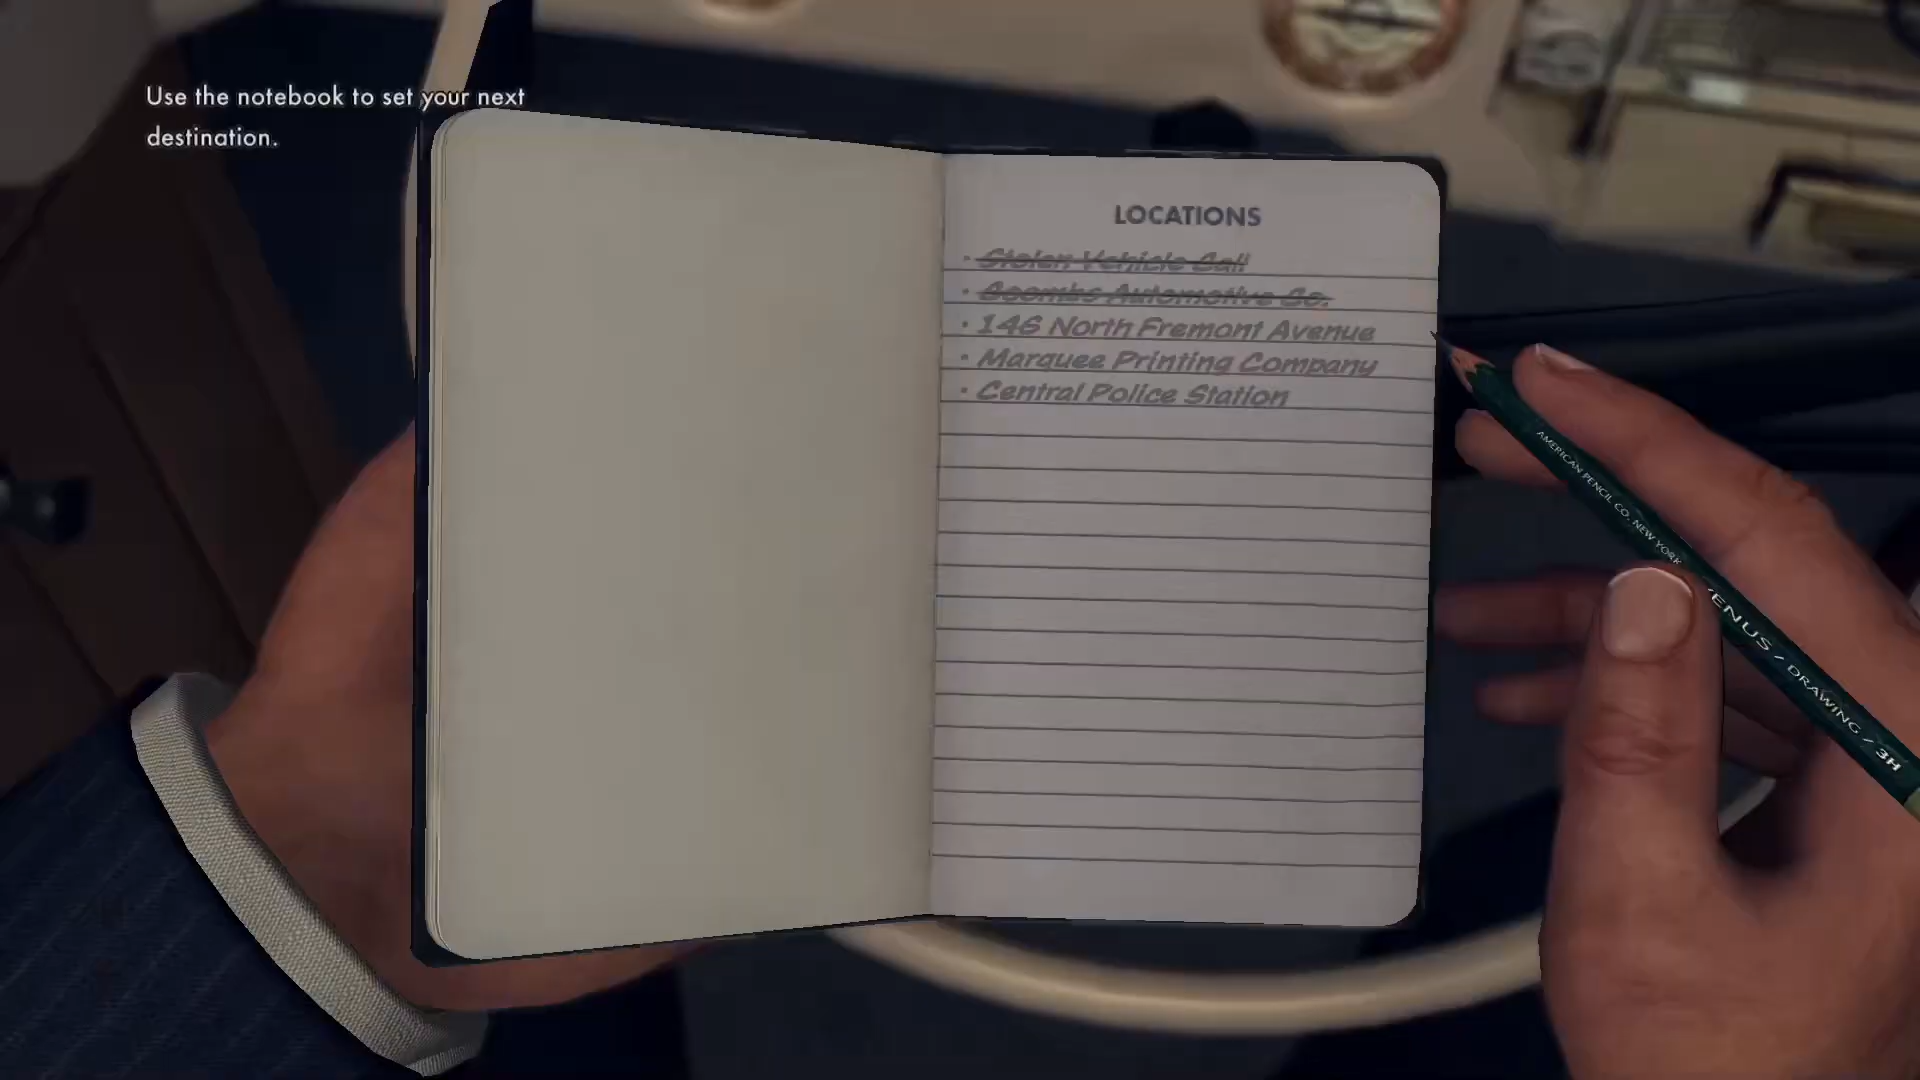 Use the notebook to set your next
destination.
LOCATIONS
· Stolen Vehicle Call
· Coombs Automotive Co.
· 146 North Fremont Avenue
· Marquee Printing Company
· Central Police Station
AMERICAN PENCIL CO. NEW YORK
VENUS / DRAWING / 3H